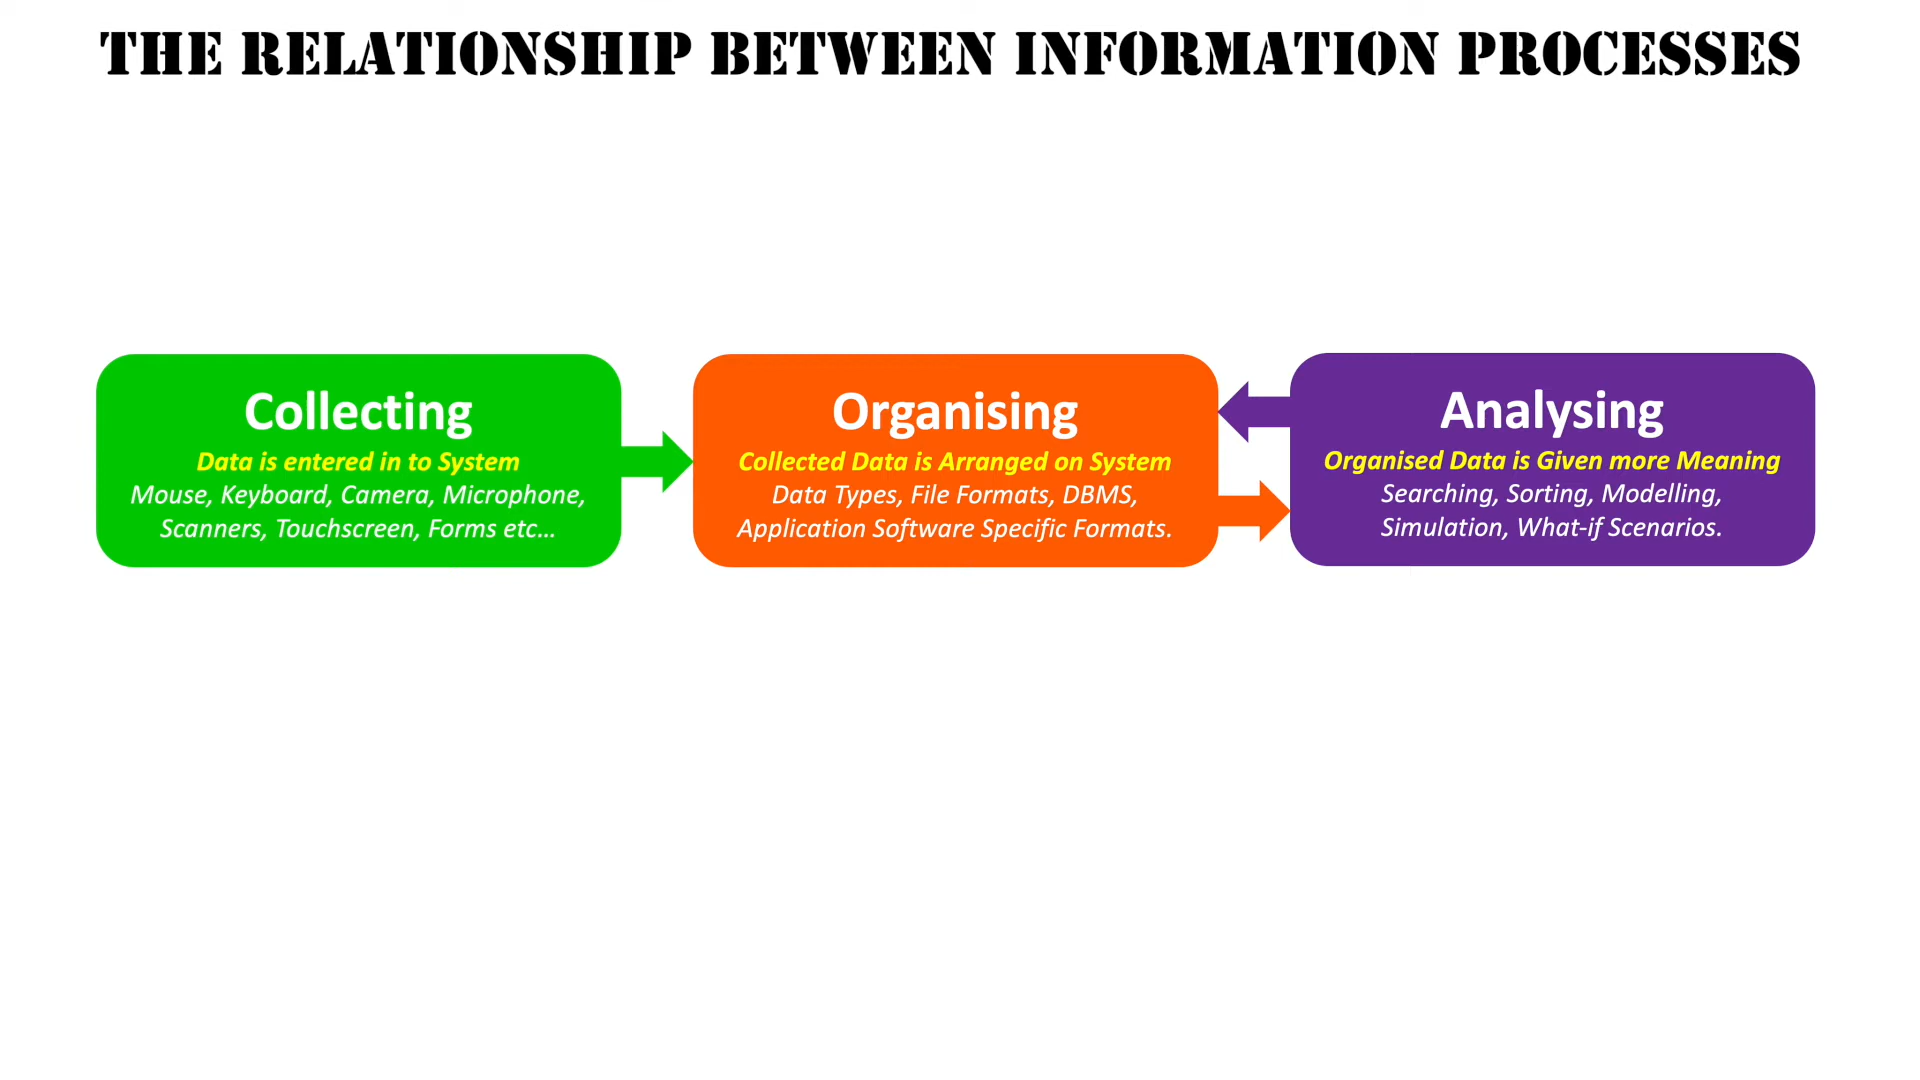 THE RELATIONSHIP BETWEEN INFORMATION PROCESSES
Collecting
Data is entered in to System
Mouse, Keyboard, Camera, Microphone,
Scanners, Touchscreen, Forms etc...
Organising
Collected Data is Arranged on System
Data Types, File Formats, DBMS,
Application Software Specific Formats.
Analysing
Organised Data is Given more Meaning
Searching, Sorting, Modelling,
Simulation, What-if Scenarios.